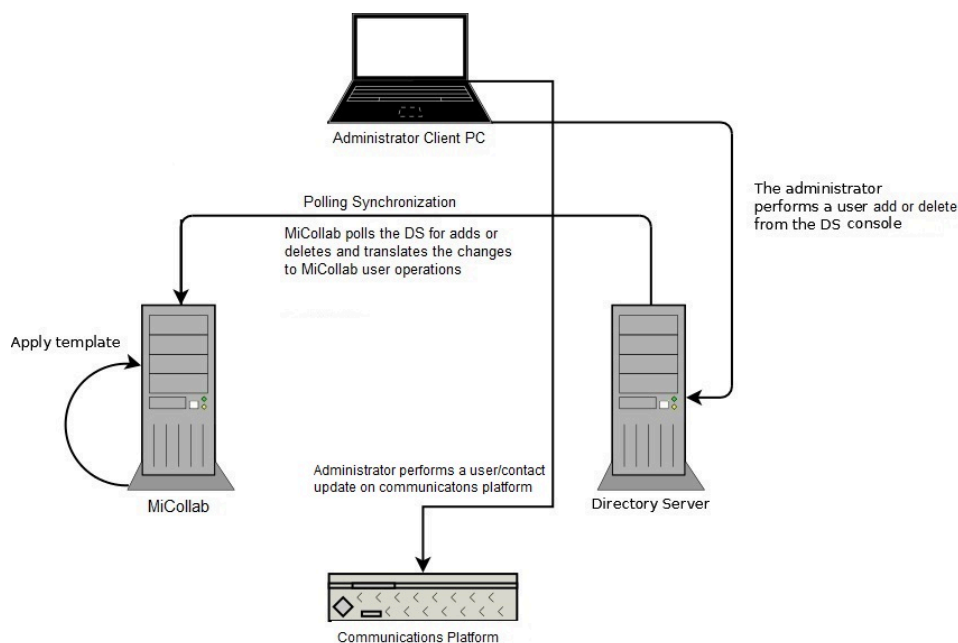 Administrator Client PC
The administrator
performs a user add or delete
from the DS console
Polling Synchronization
MiCollab polls the DS for adds or
deletes and translates the changes
to MiCollab user operations
Apply template
Administrator performs a user/contact
update on communicatons platform
MiCollab
Directory Server
Communications Platform